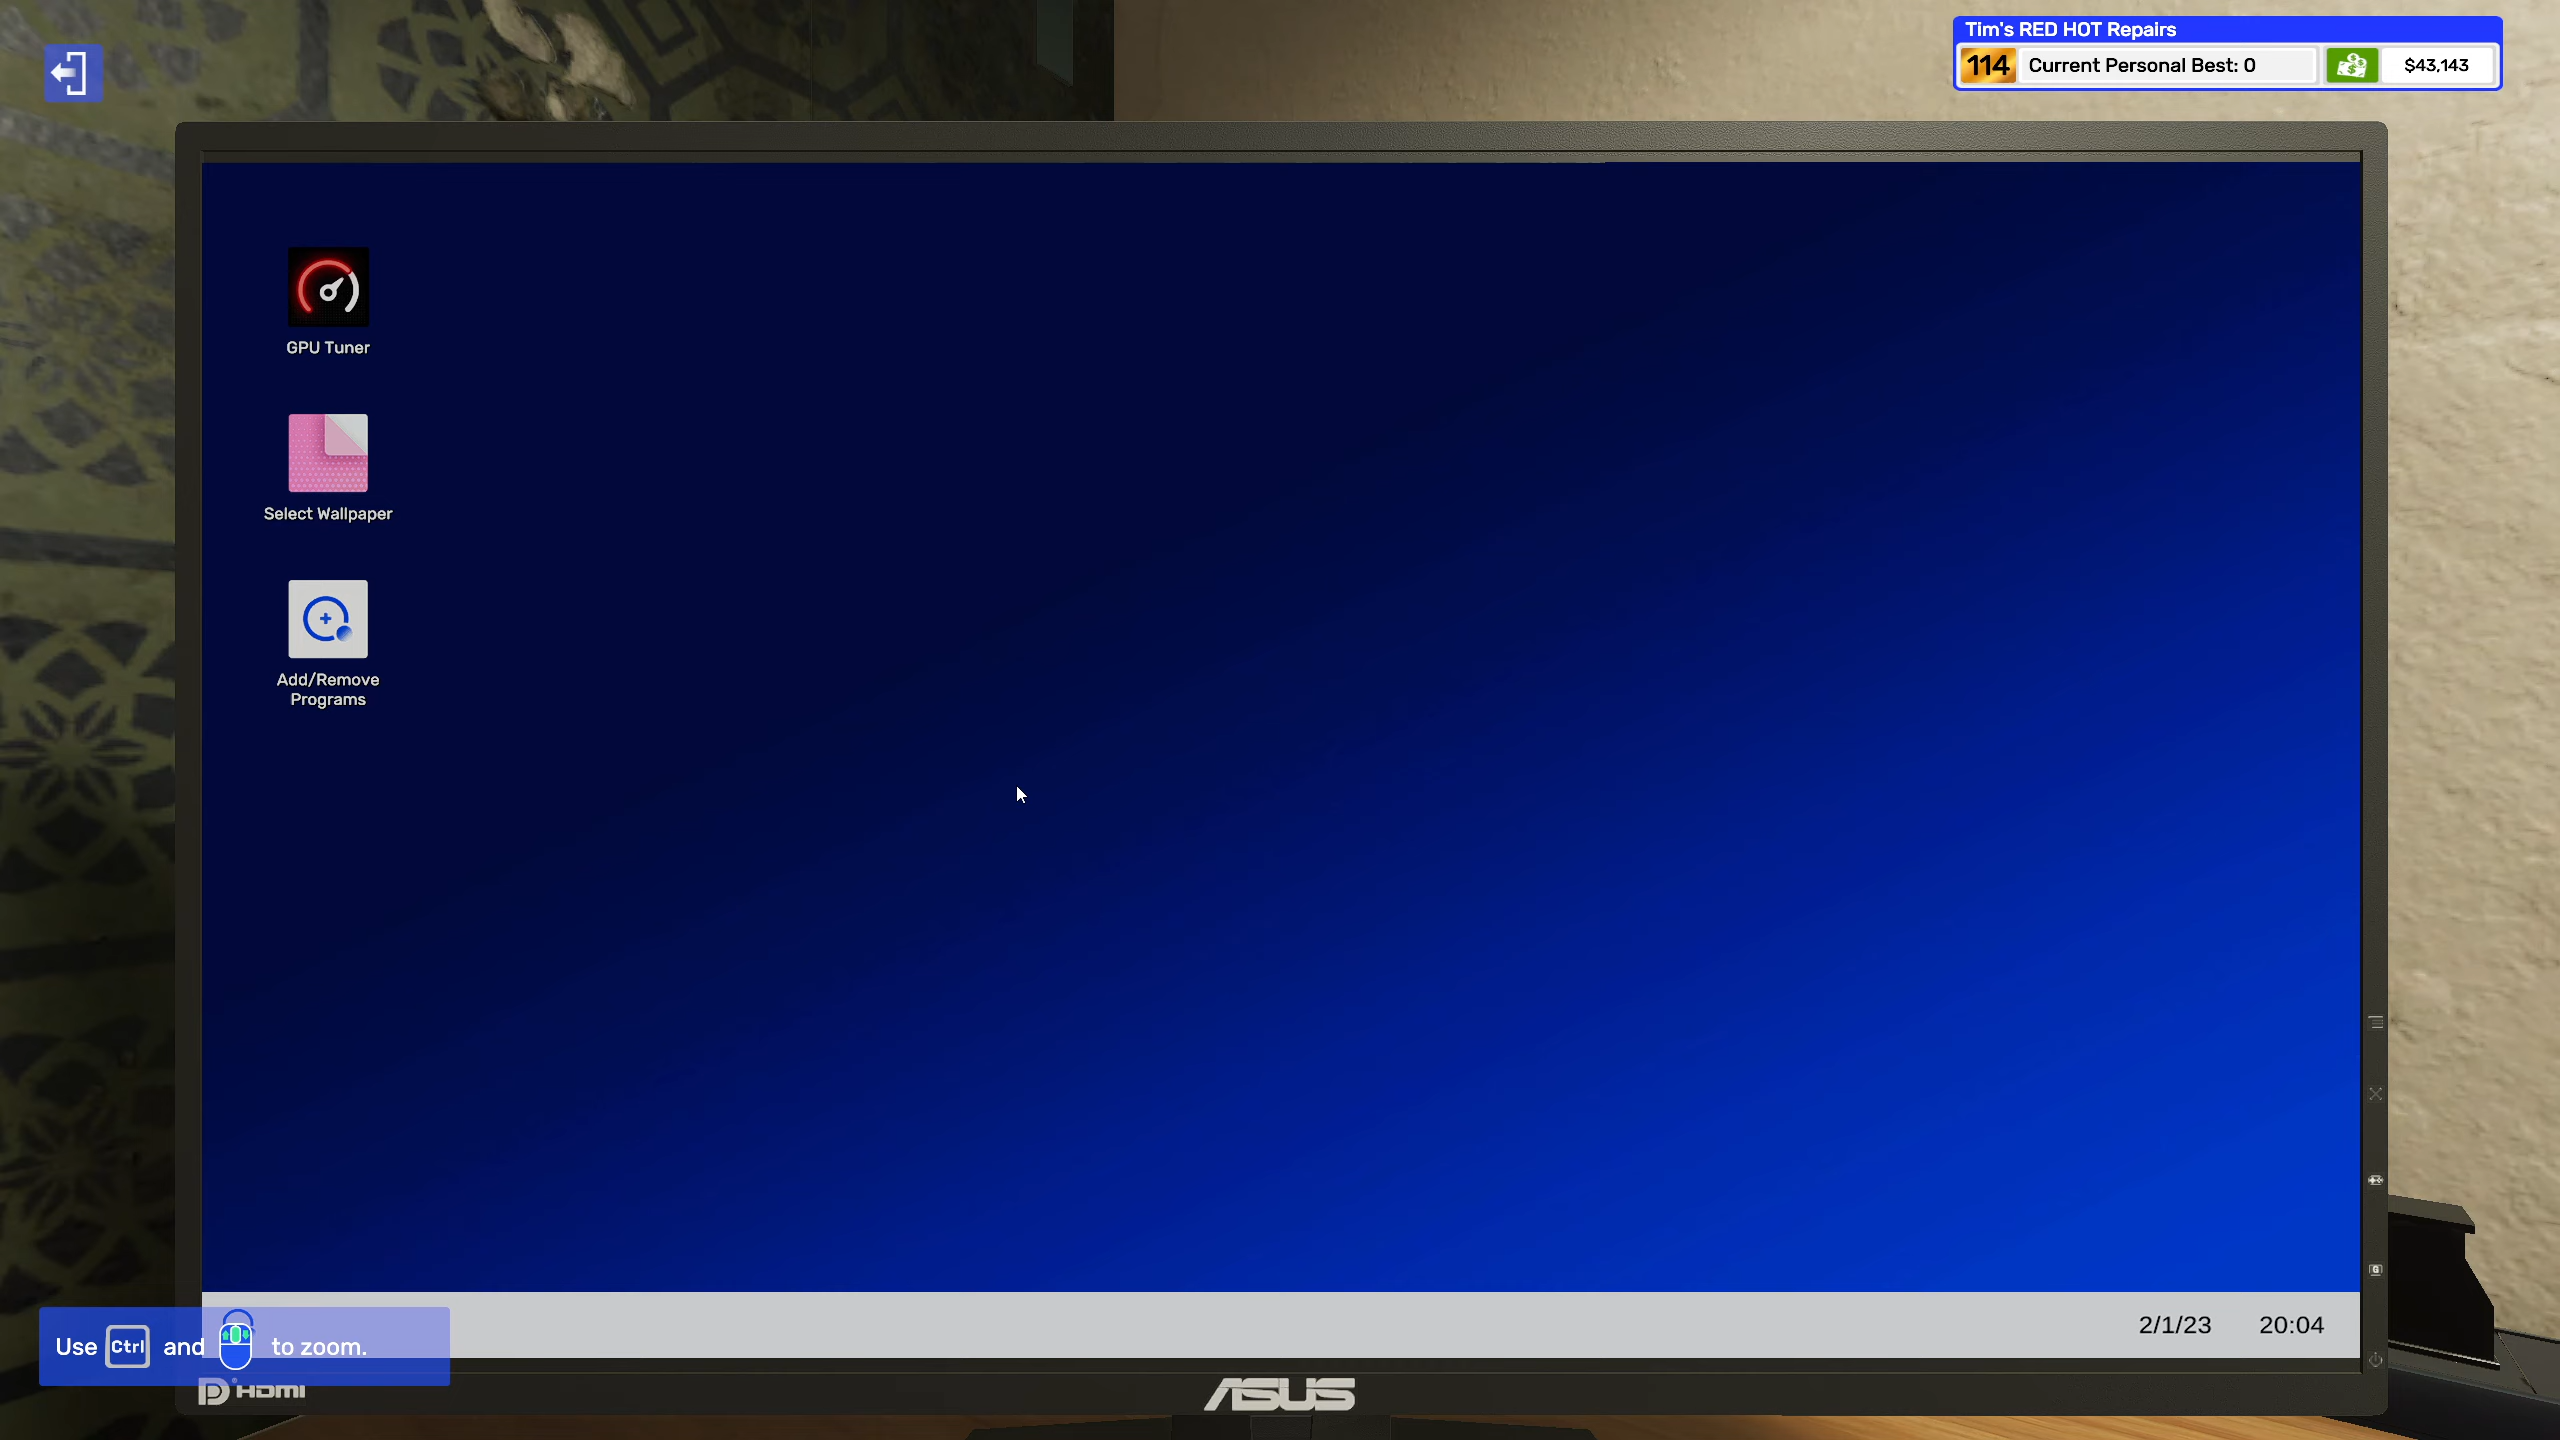 Tim's RED HOT Repairs
114
Current Personal Best: 0
$43,143
GPU Tuner
Select Wallpaper
Add/Remove
Programs
2/1/23
20:04
Use Ctrl and to zoom.
HDMI
ASUS